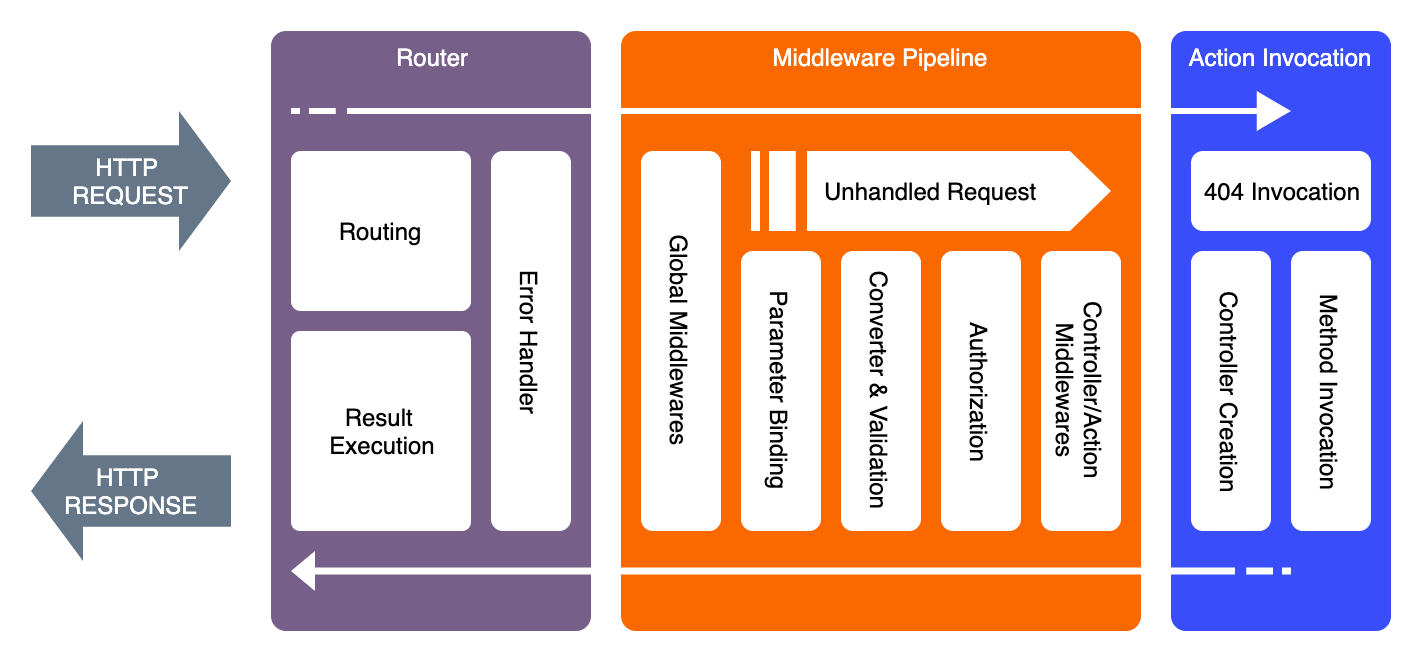 Router
Middleware Pipeline
Action Invocation
HTTP
REQUEST
Routing
Result
Execution
Error Handler
Global Middlewares
Unhandled Request
Parameter Binding
Converter & Validation
Authorization
Controller/Action
Middlewares
404 Invocation
Controller Creation
Method Invocation
HTTP
RESPONSE